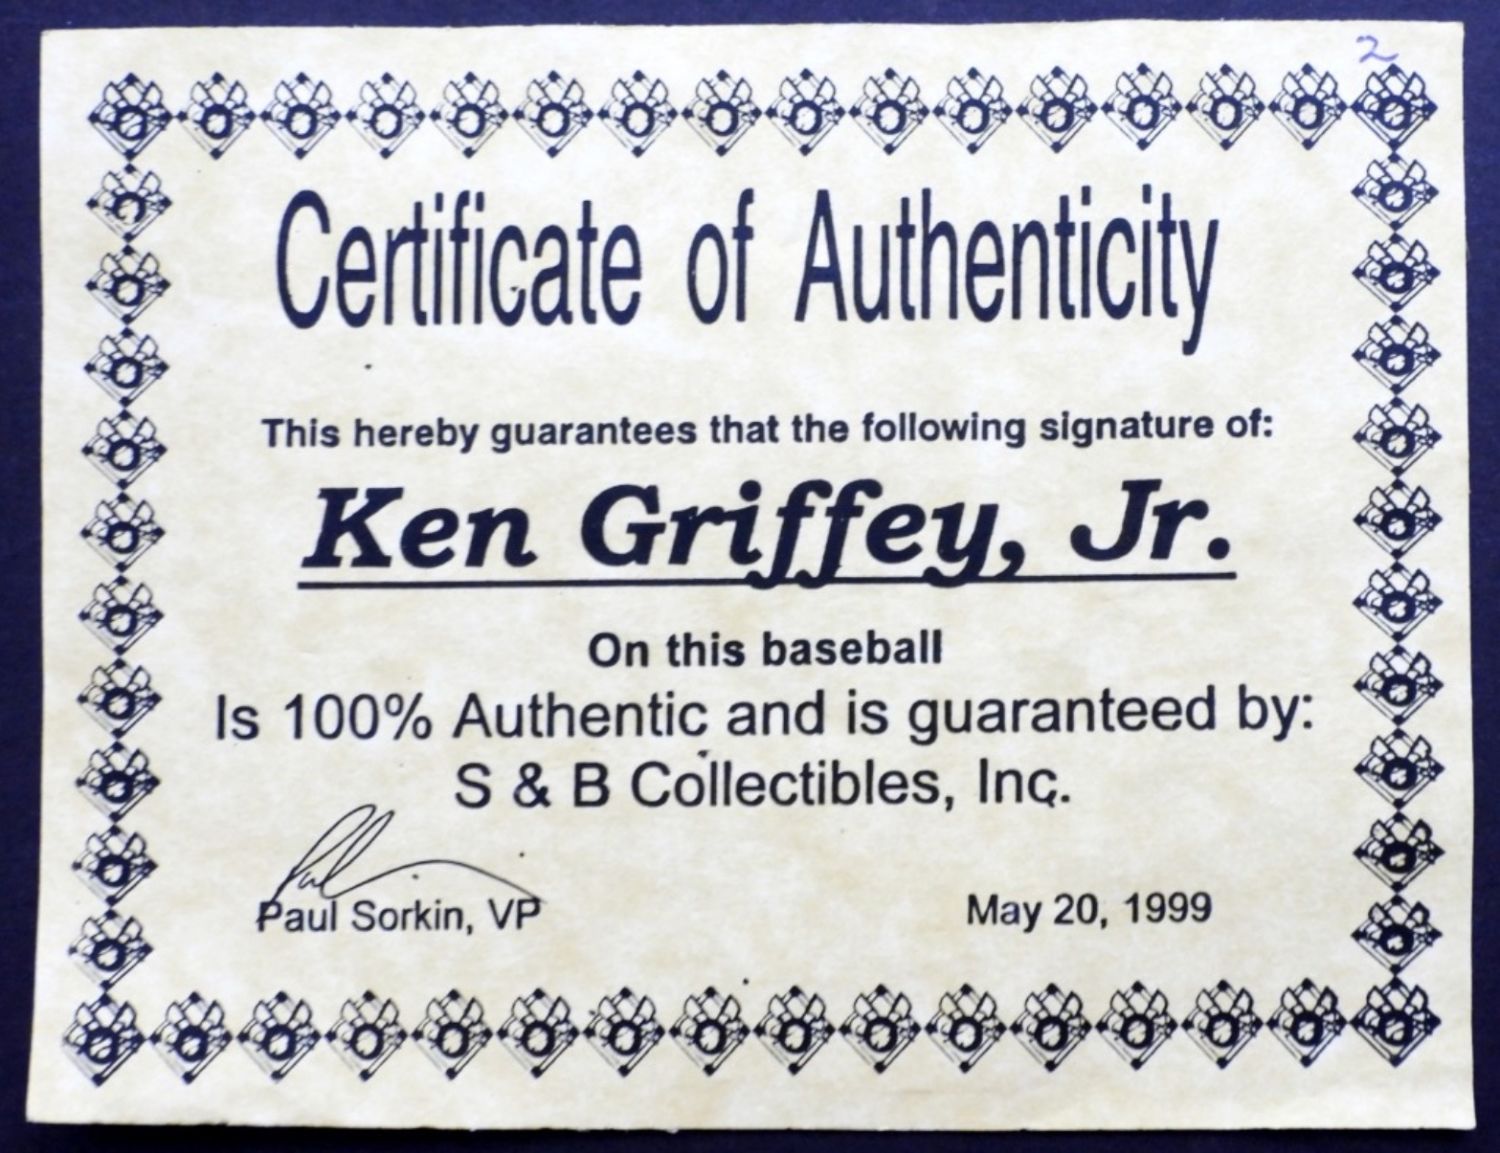 2
Certificate of Authenticity
This hereby guarantees that the following signature of:
Ken Griffey, Jr.
On this baseball
Is 100% Authentic and is guaranteed by:
S & B Collectibles, Inc.
Paul
Paul Sorkin, VP
May 20, 1999